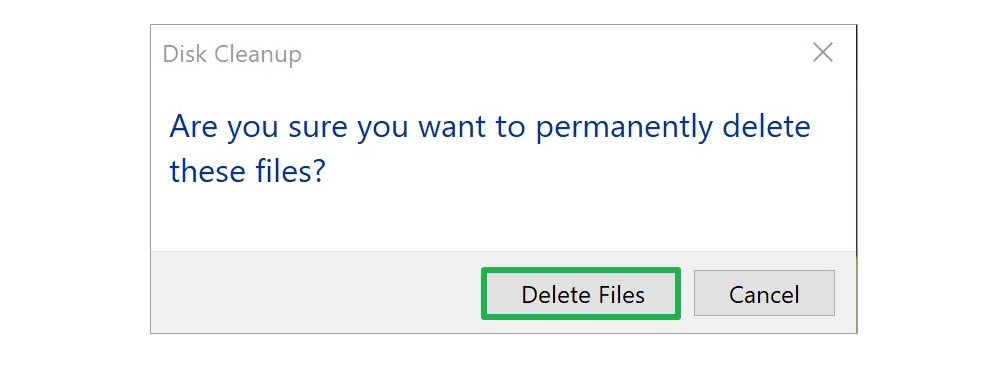 Disk Cleanup
Are you sure you want to permanently delete
these files?
Delete Files
Cancel